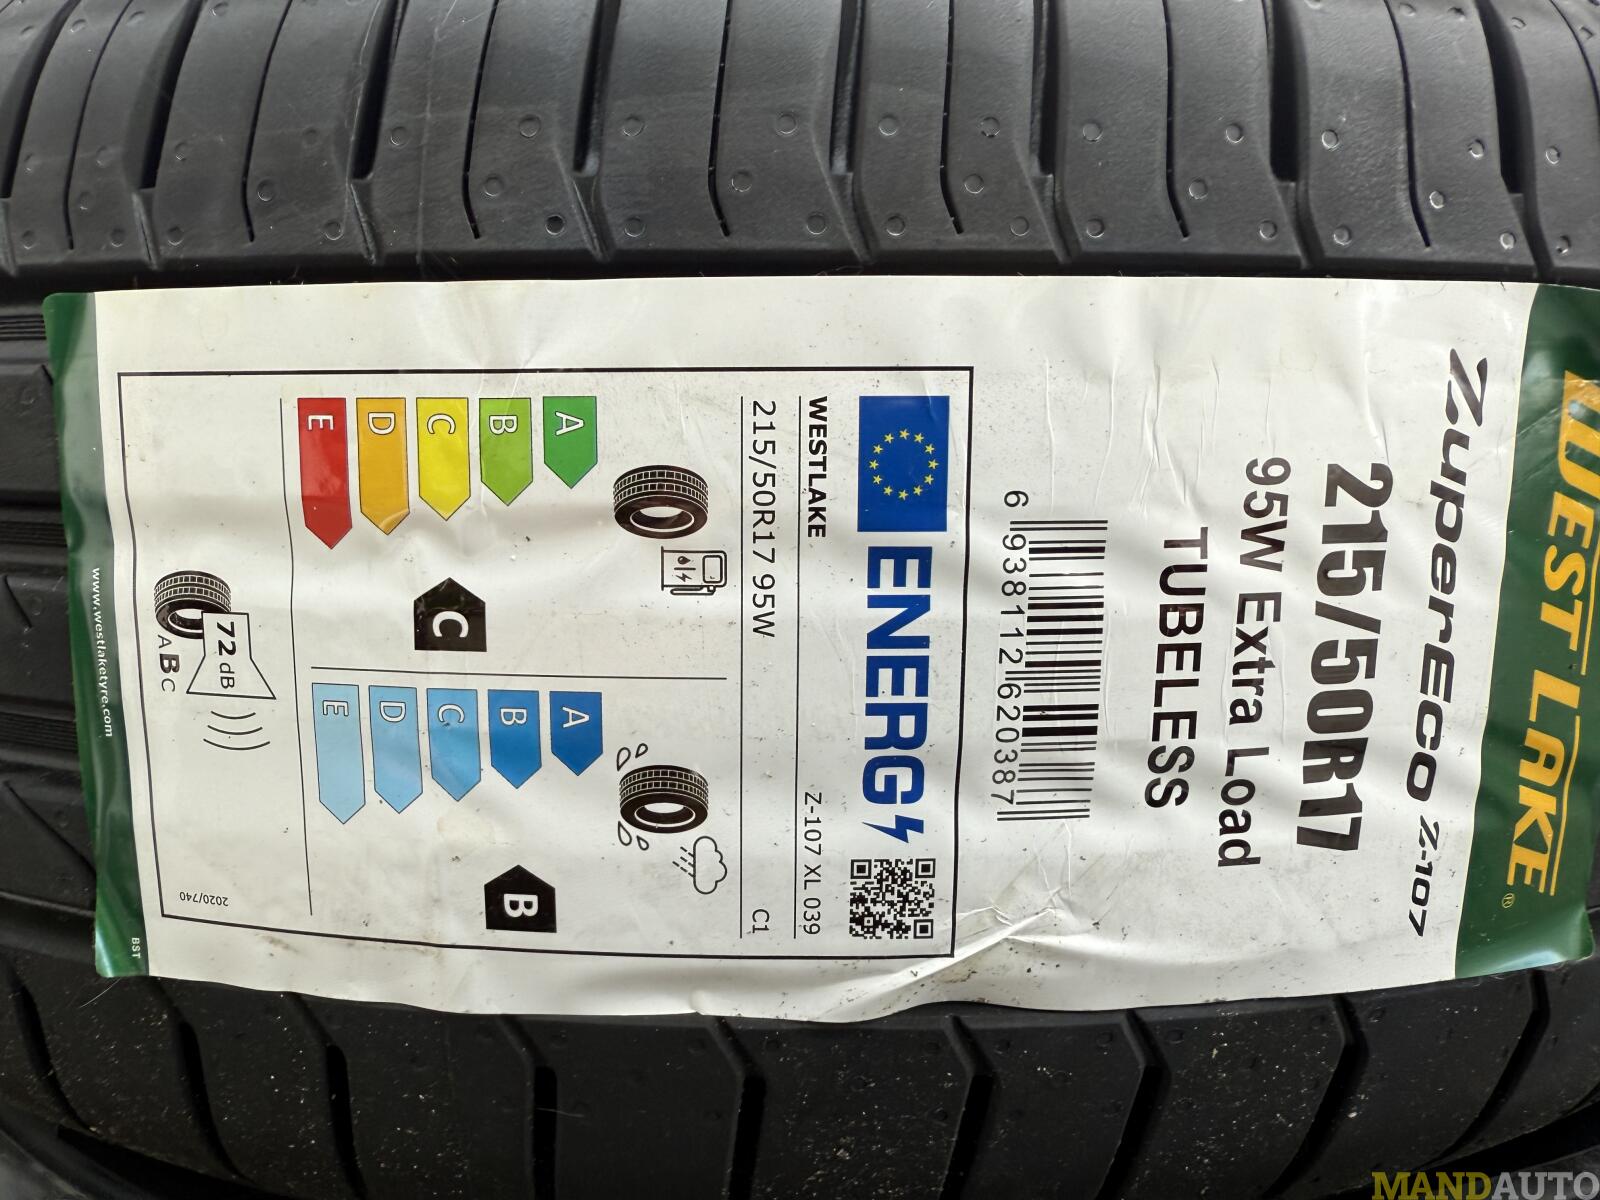 WEST LAKE®
ZuperEco Z-107
215/50R17
95W Extra Load
TUBELESS
6 938112 620387
ENERG
WESTLAKE
Z-107 XL 039
215/50R17 95W
C1
A
B
C
D
E
C
A
B
C
D
E
B
72 dB
ABC
2020/740
www.westlaketyre.com
BST
MANDAUTO